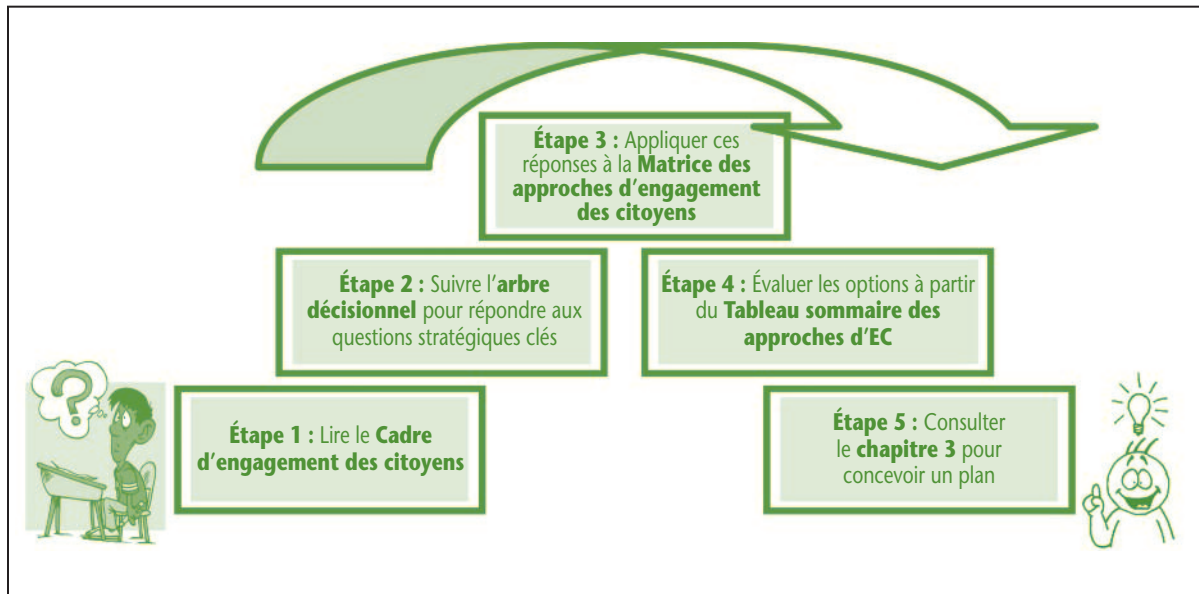 Étape 1 : Lire le Cadre
d’engagement des citoyens
Étape 2 : Suivre l’arbre
décisionnel pour répondre aux
questions stratégiques clés
Étape 3 : Appliquer ces
réponses à la Matrice des
approches d’engagement
des citoyens
Étape 4 : Évaluer les options à partir
du Tableau sommaire des
approches d’EC
Étape 5 : Consulter
le chapitre 3 pour
concevoir un plan